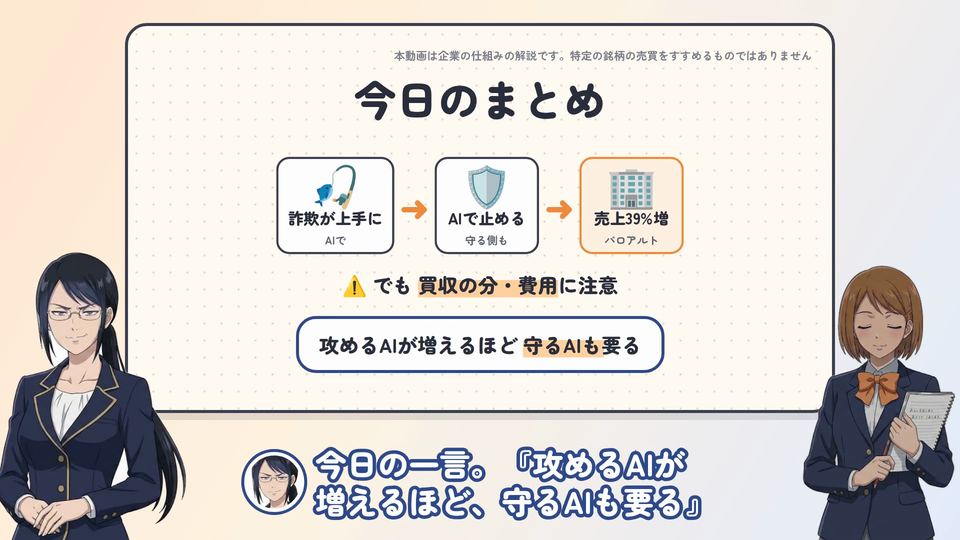 本動画は企業の仕組みの解説です。特定の銘柄の売買をすすめるものではありません
今日のまとめ
詐欺が上手に
AIで
AIで止める
守る側も
売上39%増
パロアルト
でも 買収の分・費用に注意
攻めるAIが増えるほど 守るAIも要る
今日の一言。『攻めるAIが
増えるほど、守るAIも要る』